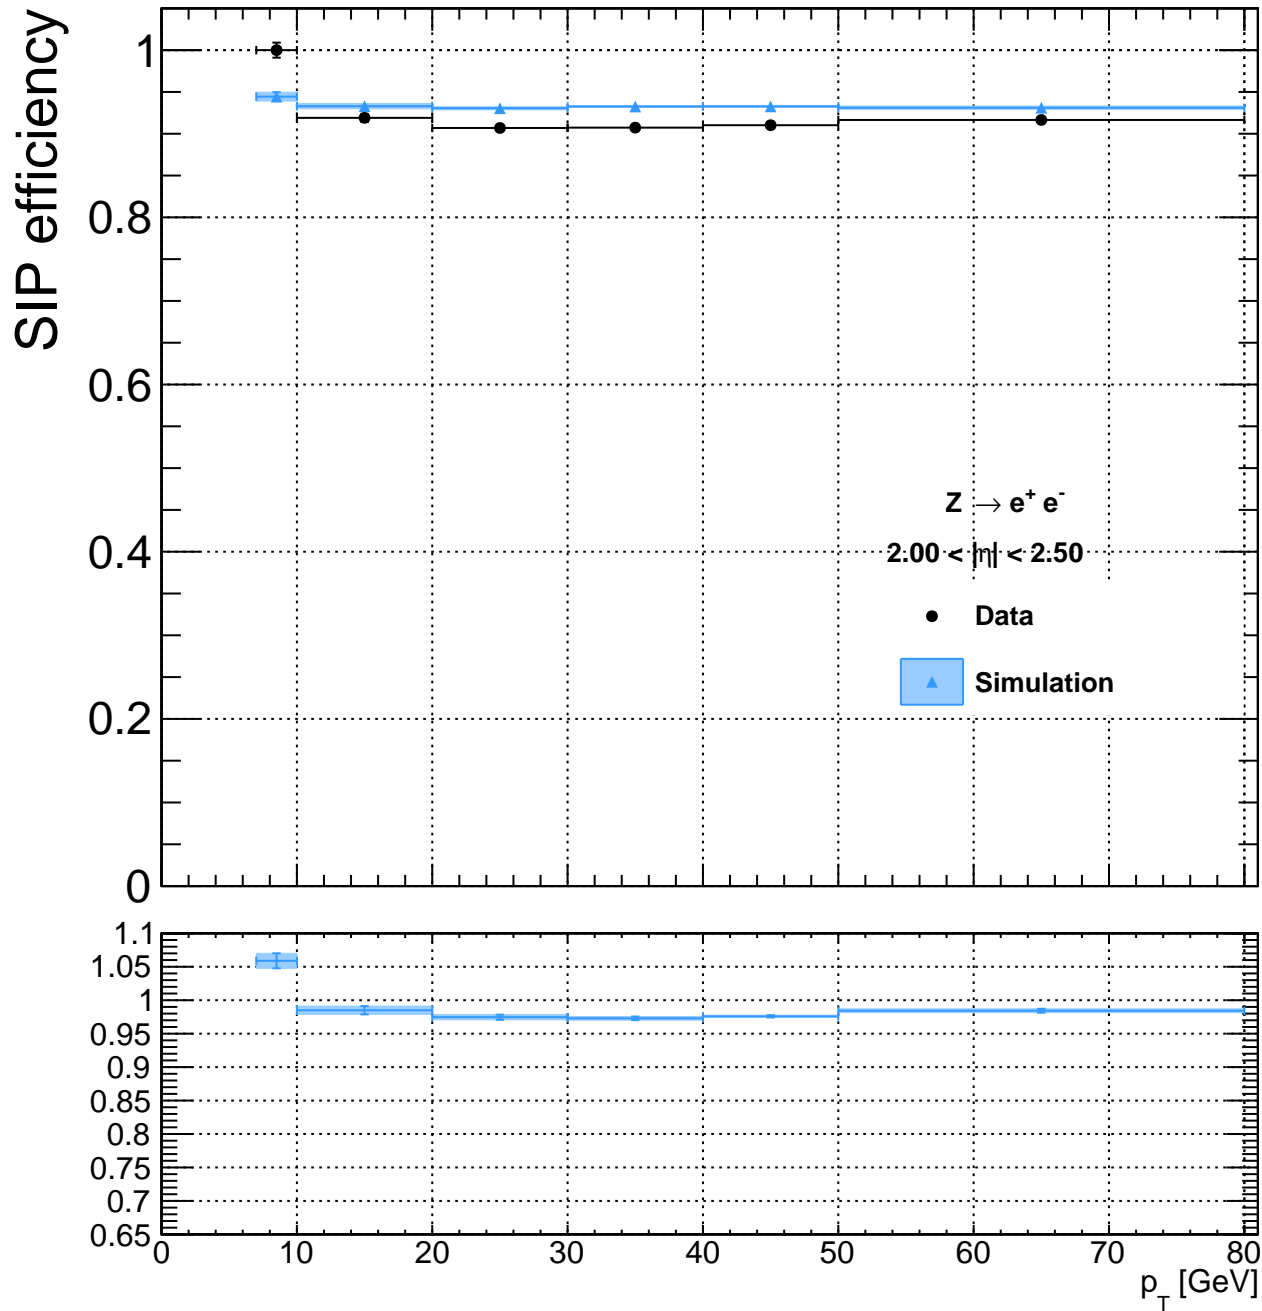 SIP efficiency
1
0.8
0.6
0.4
0.2
0
Z → e+ e-
2.00 < |η| < 2.50
Data
Simulation
1.1
1.05
1
0.95
0.9
0.85
0.8
0.75
0.7
0.65
0 10 20 30 40 50 60 70 80
p_T [GeV]